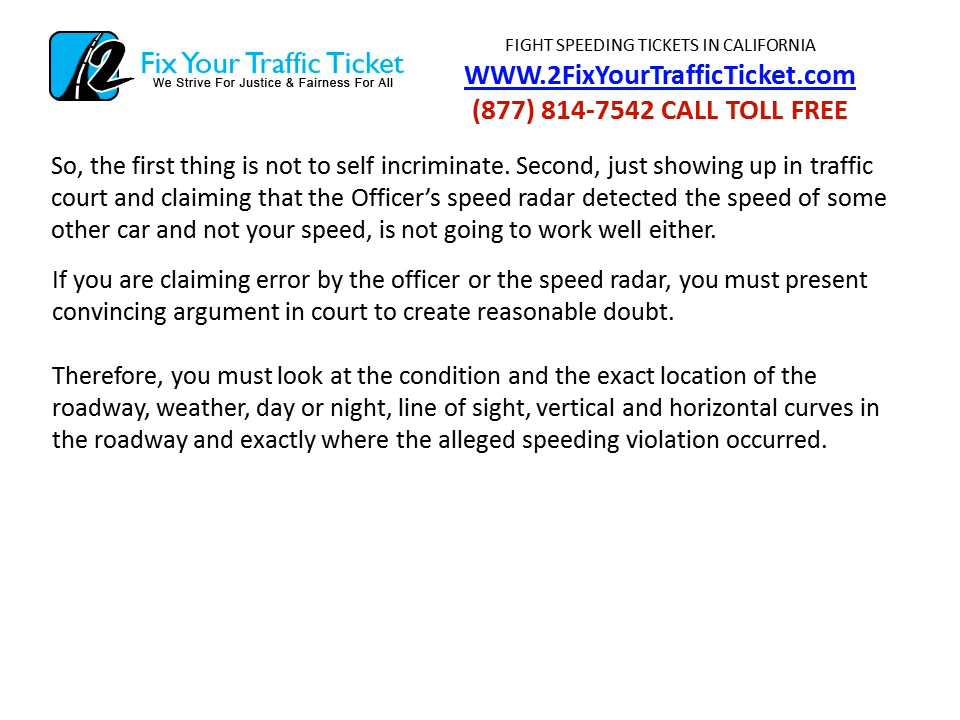 2 Fix Your Traffic Ticket
We Strive For Justice & Fairness For All
FIGHT SPEEDING TICKETS IN CALIFORNIA
WWW.2FixYourTrafficTicket.com
(877) 814-7542 CALL TOLL FREE
So, the first thing is not to self incriminate. Second, just showing up in traffic
court and claiming that the Officer’s speed radar detected the speed of some
other car and not your speed, is not going to work well either.
If you are claiming error by the officer or the speed radar, you must present
convincing argument in court to create reasonable doubt.
Therefore, you must look at the condition and the exact location of the
roadway, weather, day or night, line of sight, vertical and horizontal curves in
the roadway and exactly where the alleged speeding violation occurred.